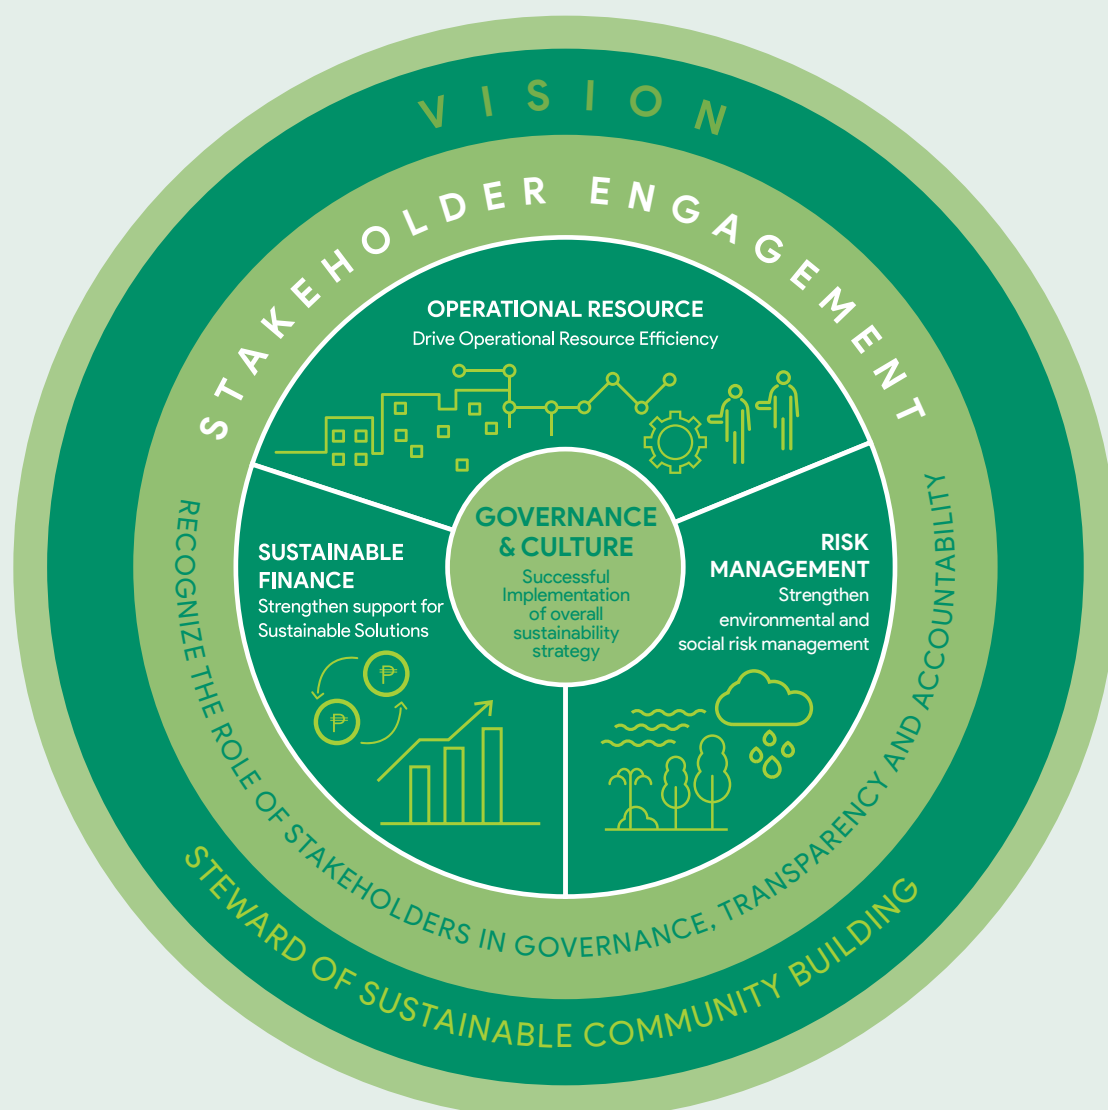 VISION
STAKEHOLDER ENGAGEMENT
OPERATIONAL RESOURCE
Drive Operational Resource Efficiency
GOVERNANCE
& CULTURE
Successful
Implementation
of overall
sustainability
strategy
SUSTAINABLE
FINANCE
Strengthen support for
Sustainable Solutions
₱
₱
RISK
MANAGEMENT
Strengthen
environmental and
social risk management
RECOGNIZE THE ROLE OF STAKEHOLDERS IN GOVERNANCE, TRANSPARENCY AND ACCOUNTABILITY
STEWARD OF SUSTAINABLE COMMUNITY BUILDING